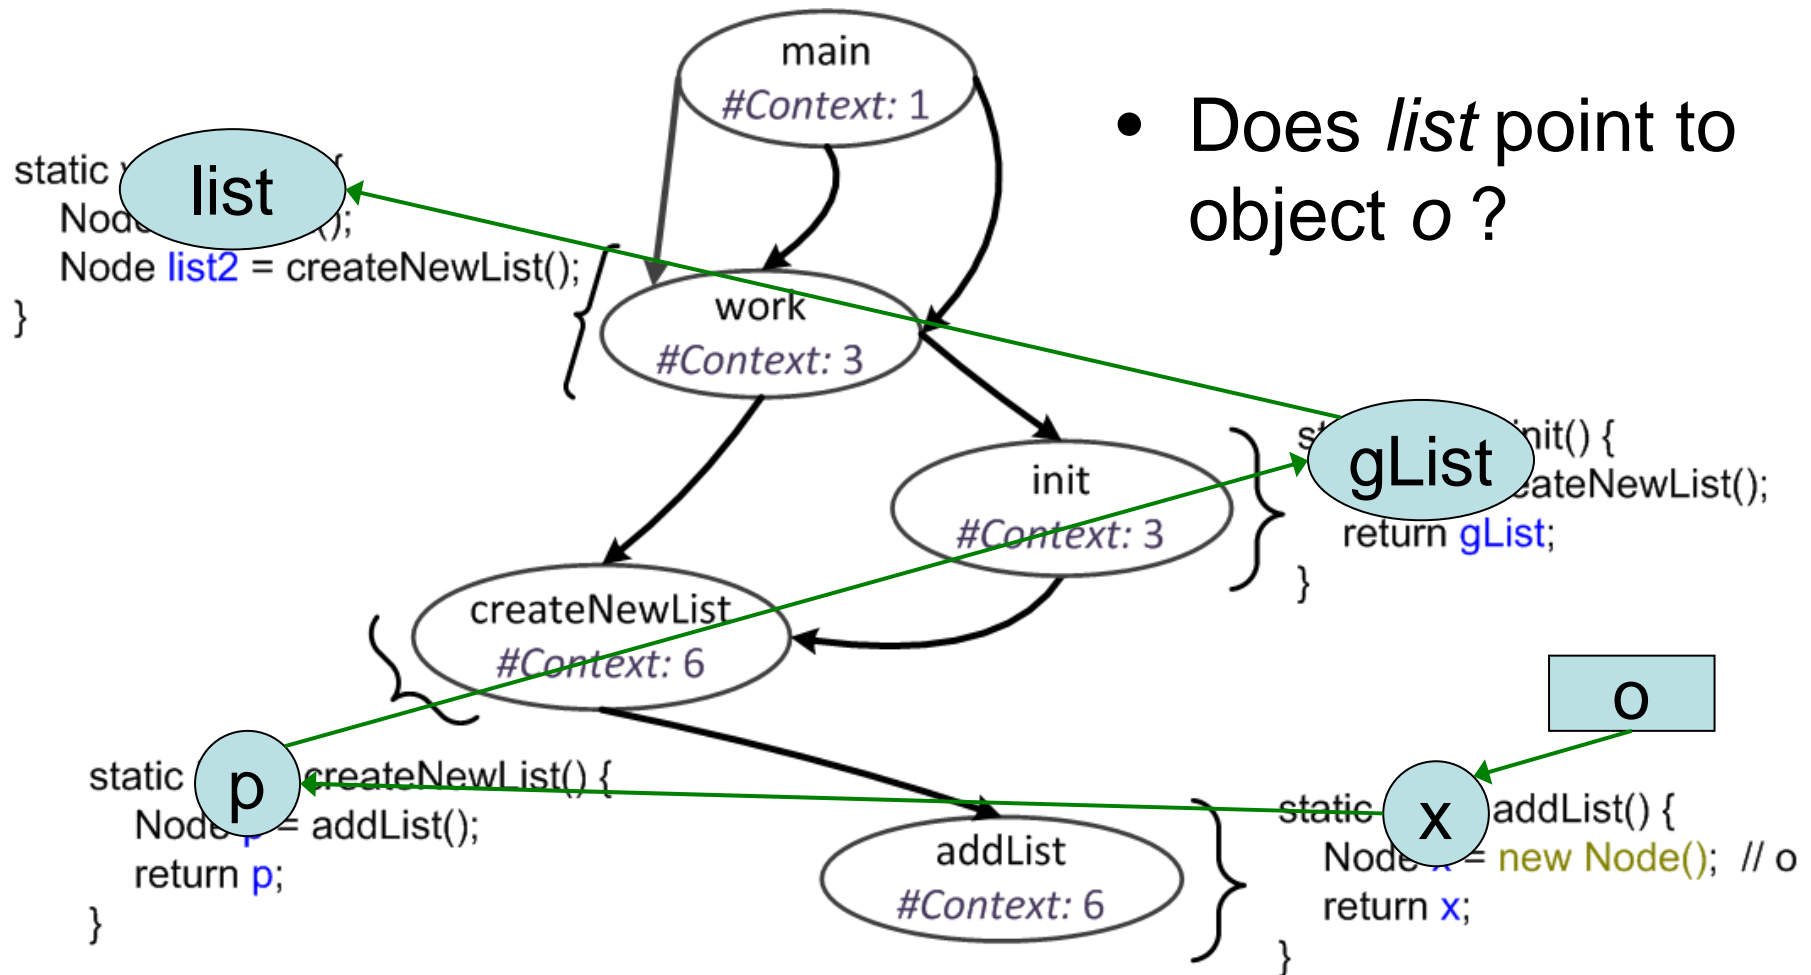 main
#Context: 1
• Does list point to
object o ?
static {
list
Node ();
Node list2 = createNewList();
}
work
#Context: 3
init
#Context: 3
init() {
gList
eateNewList();
return gList;
}
createNewList
#Context: 6
o
static createNewList() {
p
Node p = addList();
return p;
}
addList
#Context: 6
static addList() {
x
Node x = new Node(); // o
return x;
}